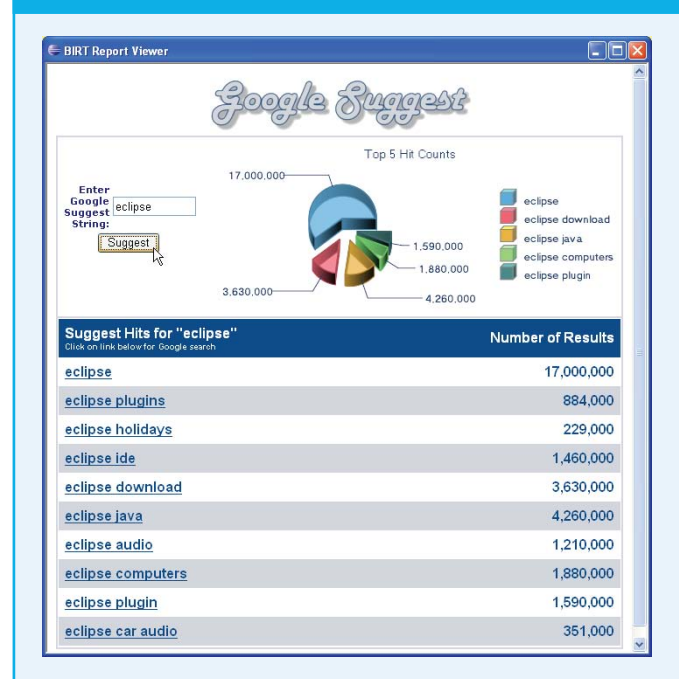 BIRT Report Viewer
Google Suggest
Enter
Google
Suggest
String:
eclipse
Suggest
Top 5 Hit Counts
17,000,000
1,590,000
1,880,000
3,630,000
4,260,000
eclipse
eclipse download
eclipse java
eclipse computers
eclipse plugin
Suggest Hits for "eclipse" Number of Results
Click on link below for Google search
eclipse 17,000,000
eclipse plugins 884,000
eclipse holidays 229,000
eclipse ide 1,460,000
eclipse download 3,630,000
eclipse java 4,260,000
eclipse audio 1,210,000
eclipse computers 1,880,000
eclipse plugin 1,590,000
eclipse car audio 351,000